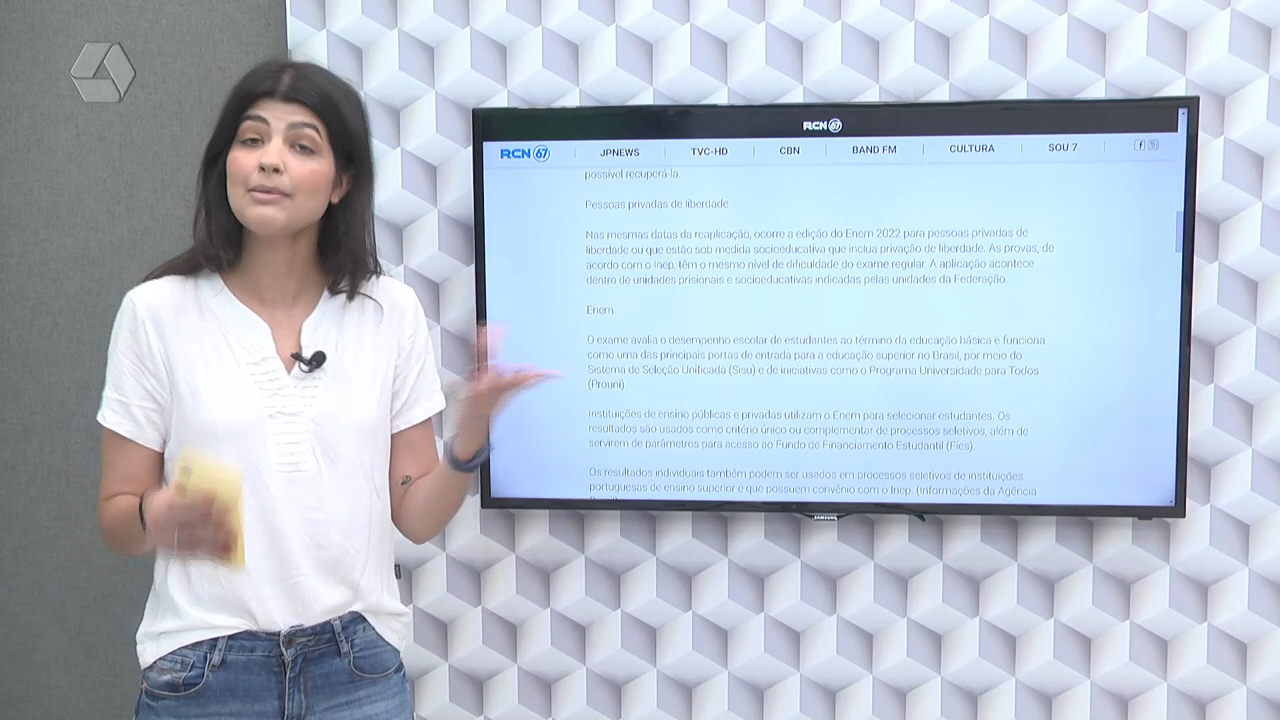 RCN 67
RCN 67 JPNEWS TVC-HD CBN BAND FM CULTURA SOU 7
possível recuperá-la.
Pessoas privadas de liberdade
Nas mesmas datas da reaplicação, ocorre a edição do Enem 2022 para pessoas privadas de
liberdade ou que estão sob medida socioeducativa que inclua privação de liberdade. As provas, de
acordo com o Inep, têm o mesmo nível de dificuldade do exame regular. A aplicação acontece
dentro de unidades prisionais e socioeducativas indicadas pelas unidades da Federação.
Enem
O exame avalia o desempenho escolar de estudantes ao término da educação básica e funciona
como uma das principais portas de entrada para a educação superior no Brasil, por meio do
Sistema de Seleção Unificada (Sisu) e de iniciativas como o Programa Universidade para Todos
(Prouni).
Instituições de ensino públicas e privadas utilizam o Enem para selecionar estudantes. Os
resultados são usados como critério único ou complementar de processos seletivos, além de
servirem de parâmetros para acesso ao Fundo de Financiamento Estudantil (Fies).
Os resultados individuais também podem ser usados em processos seletivos de instituições
portuguesas de ensino superior e que possuem convênio com o Inep. (Informações da Agência
SAMSUNG